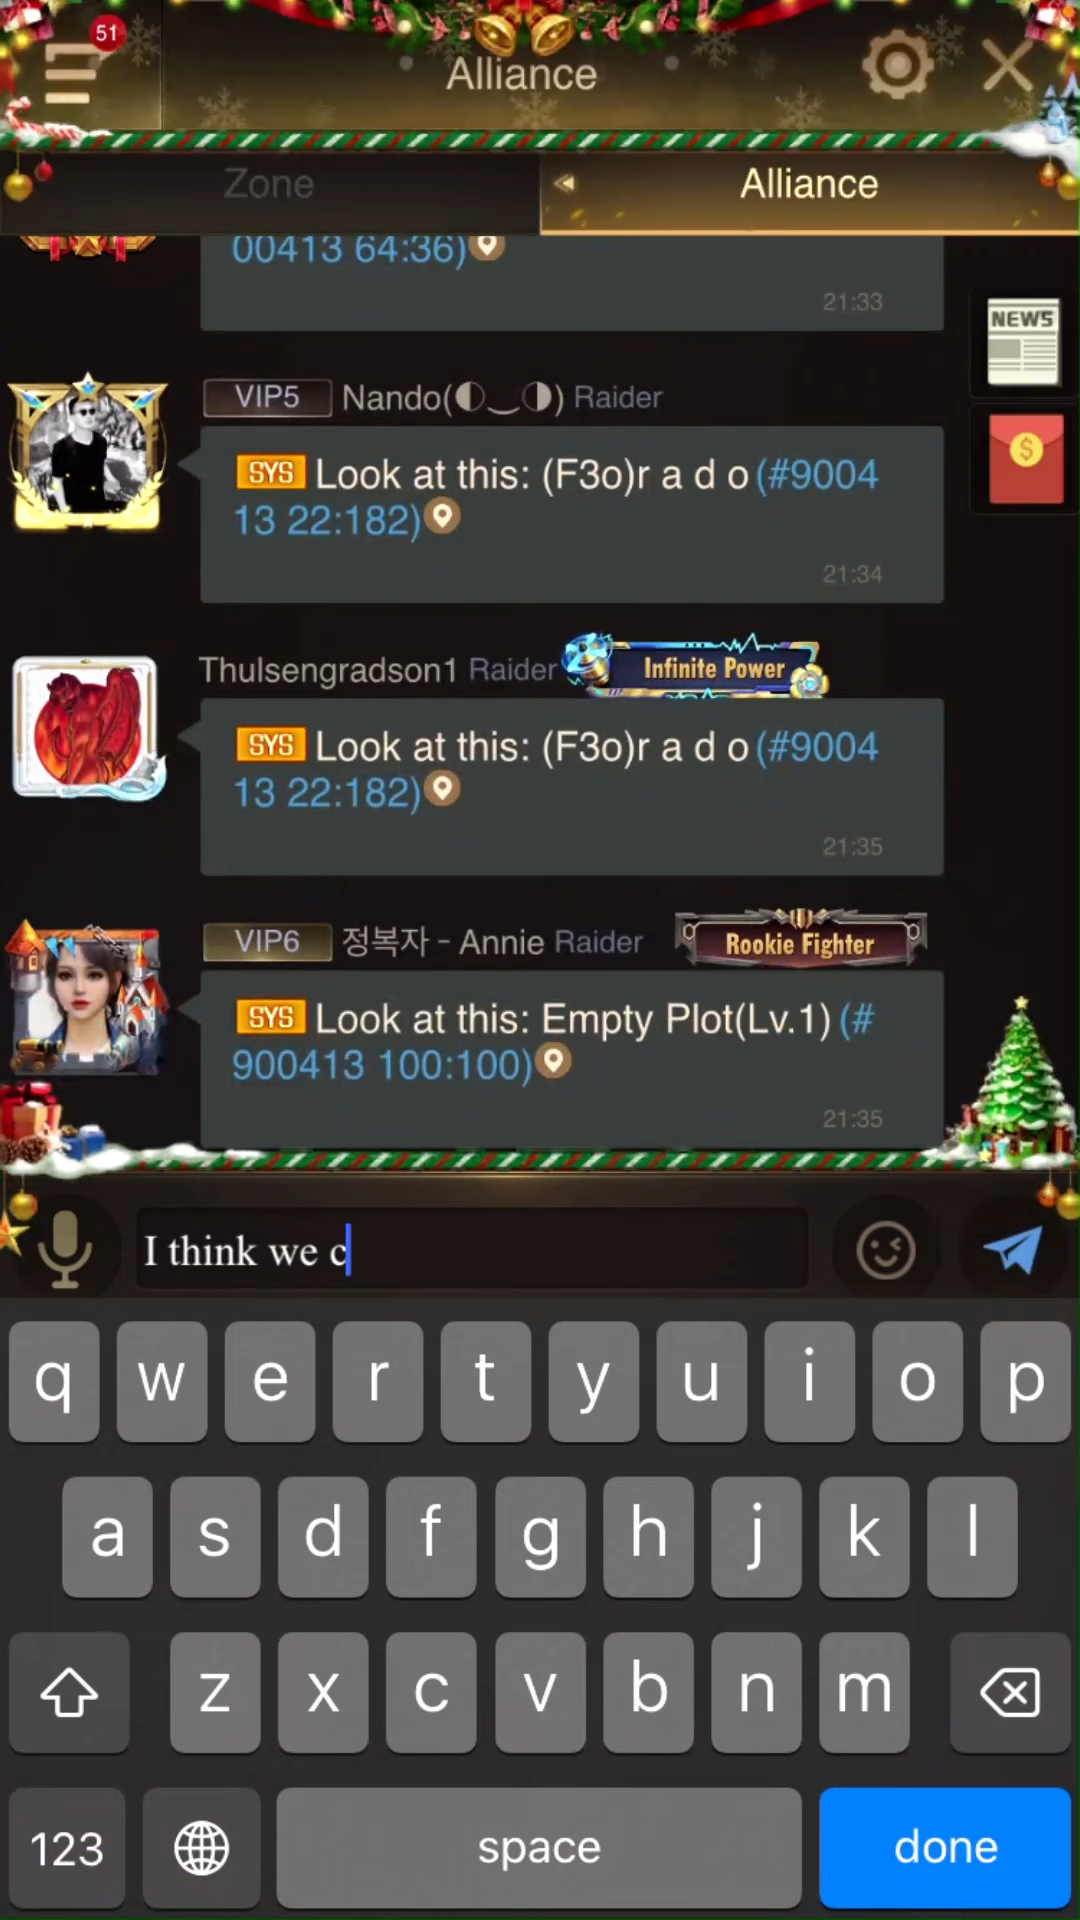 51
Alliance
Zone
Alliance
00413 64:36)
21:33
NEWS
VIP5 Nando(◐‿◑) Raider
SYS Look at this: (F3o)r a d o(#9004
13 22:182)
21:34
Thulsengradson1 Raider Infinite Power
SYS Look at this: (F3o)r a d o(#9004
13 22:182)
21:35
VIP6 정복자 - Annie Raider Rookie Fighter
SYS Look at this: Empty Plot(Lv.1)(#
900413 100:100)
21:35
I think we c
q w e r t y u i o p
a s d f g h j k l
z x c v b n m
123 space done